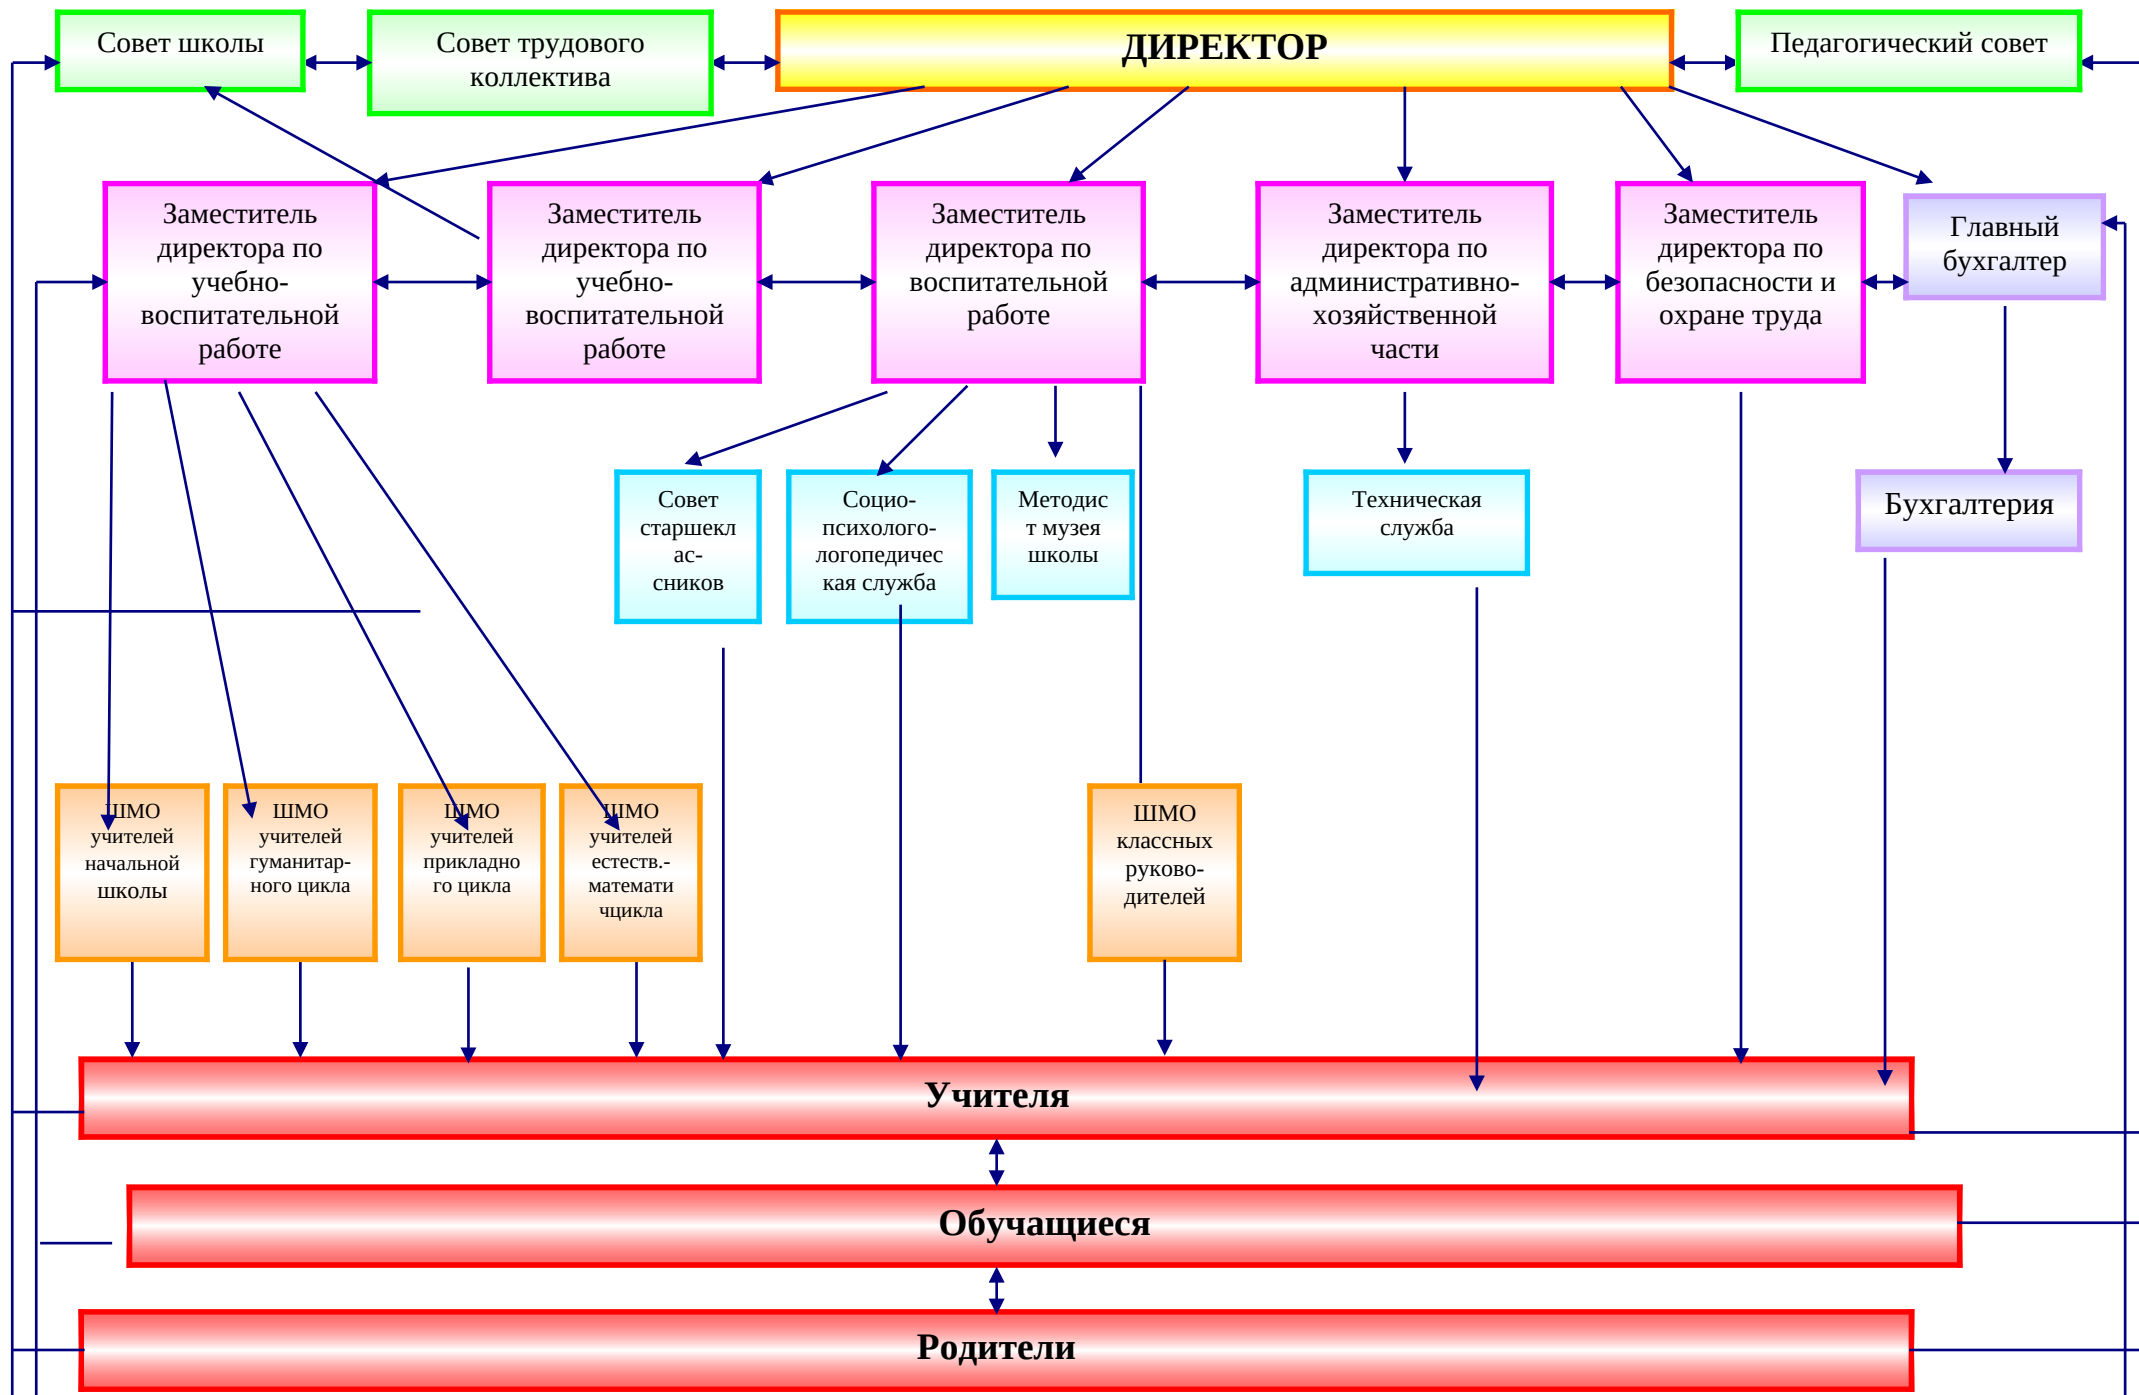 Совет школы
Совет трудового
коллектива
ДИРЕКТОР
Педагогический совет
Заместитель
директора по
учебно-
воспитательной
работе
Заместитель
директора по
учебно-
воспитательной
работе
Заместитель
директора по
воспитательной
работе
Заместитель
директора по
административно-
хозяйственной
части
Заместитель
директора по
безопасности и
охране труда
Главный
бухгалтер
Совет
старшекл
ас-
сников
Социо-
психолого-
логопедичес
кая служба
Методис
т музея
школы
Техническая
служба
Бухгалтерия
ШМО
учителей
начальной
школы
ШМО
учителей
гуманитар-
ного цикла
ШМО
учителей
прикладно
го цикла
ШМО
учителей
естеств.-
математи
чцикла
ШМО
классных
руково-
дителей
Учителя
Обучащиеся
Родители